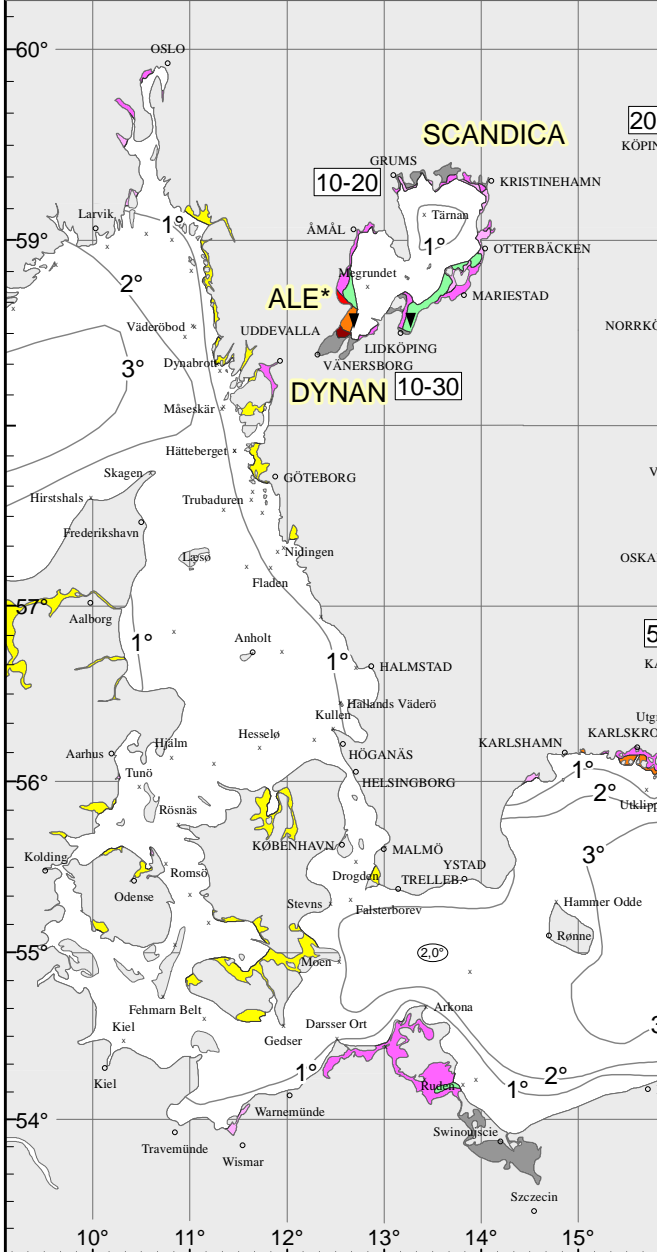 60°
OSLO
SCANDICA
20
KÖPIN
GRUMS
10-20
KRISTINEHAMN
Larvik
1°
Tärnan
ÅMÅL
59°
1°
OTTERBÄCKEN
2°
Megrundet
ALE*
MARIESTAD
Väderöbod
UDDEVALLA
NORRKÖ
LIDKÖPING
3°
Dynabrott
VÄNERSBORG
DYNAN
10-30
Måseskär
Hätteberget
Skagen
GÖTEBORG
V
Hirstshals
Trubaduren
Frederikshavn
Nidingen
Læsø
OSKA
Fladen
57°
Aalborg
5
1°
Anholt
1°
HALMSTAD
KA
Hallands Väderö
Kullen
Utg
Hesselø
KARLSHAMN
KARLSKRO
Aarhus
Hjälm
HÖGANÄS
Tunö
1°
56°
HELSINGBORG
2°
Utklipp
Rösnäs
KØBENHAVN
MALMÖ
3°
Kolding
Romsö
Drogden
YSTAD
TRELLEB.
Odense
Stevns
Falsterborev
Hammer Odde
Rønne
55°
2,0°
Moen
Fehmarn Belt
Arkona
Kiel
Darsser Ort
3
Gedser
Kiel
1°
2°
Ruden
1°
Warnemünde
54°
Swinoujscie
Travemünde
Wismar
Szczecin
10°
11°
12°
13°
14°
15°